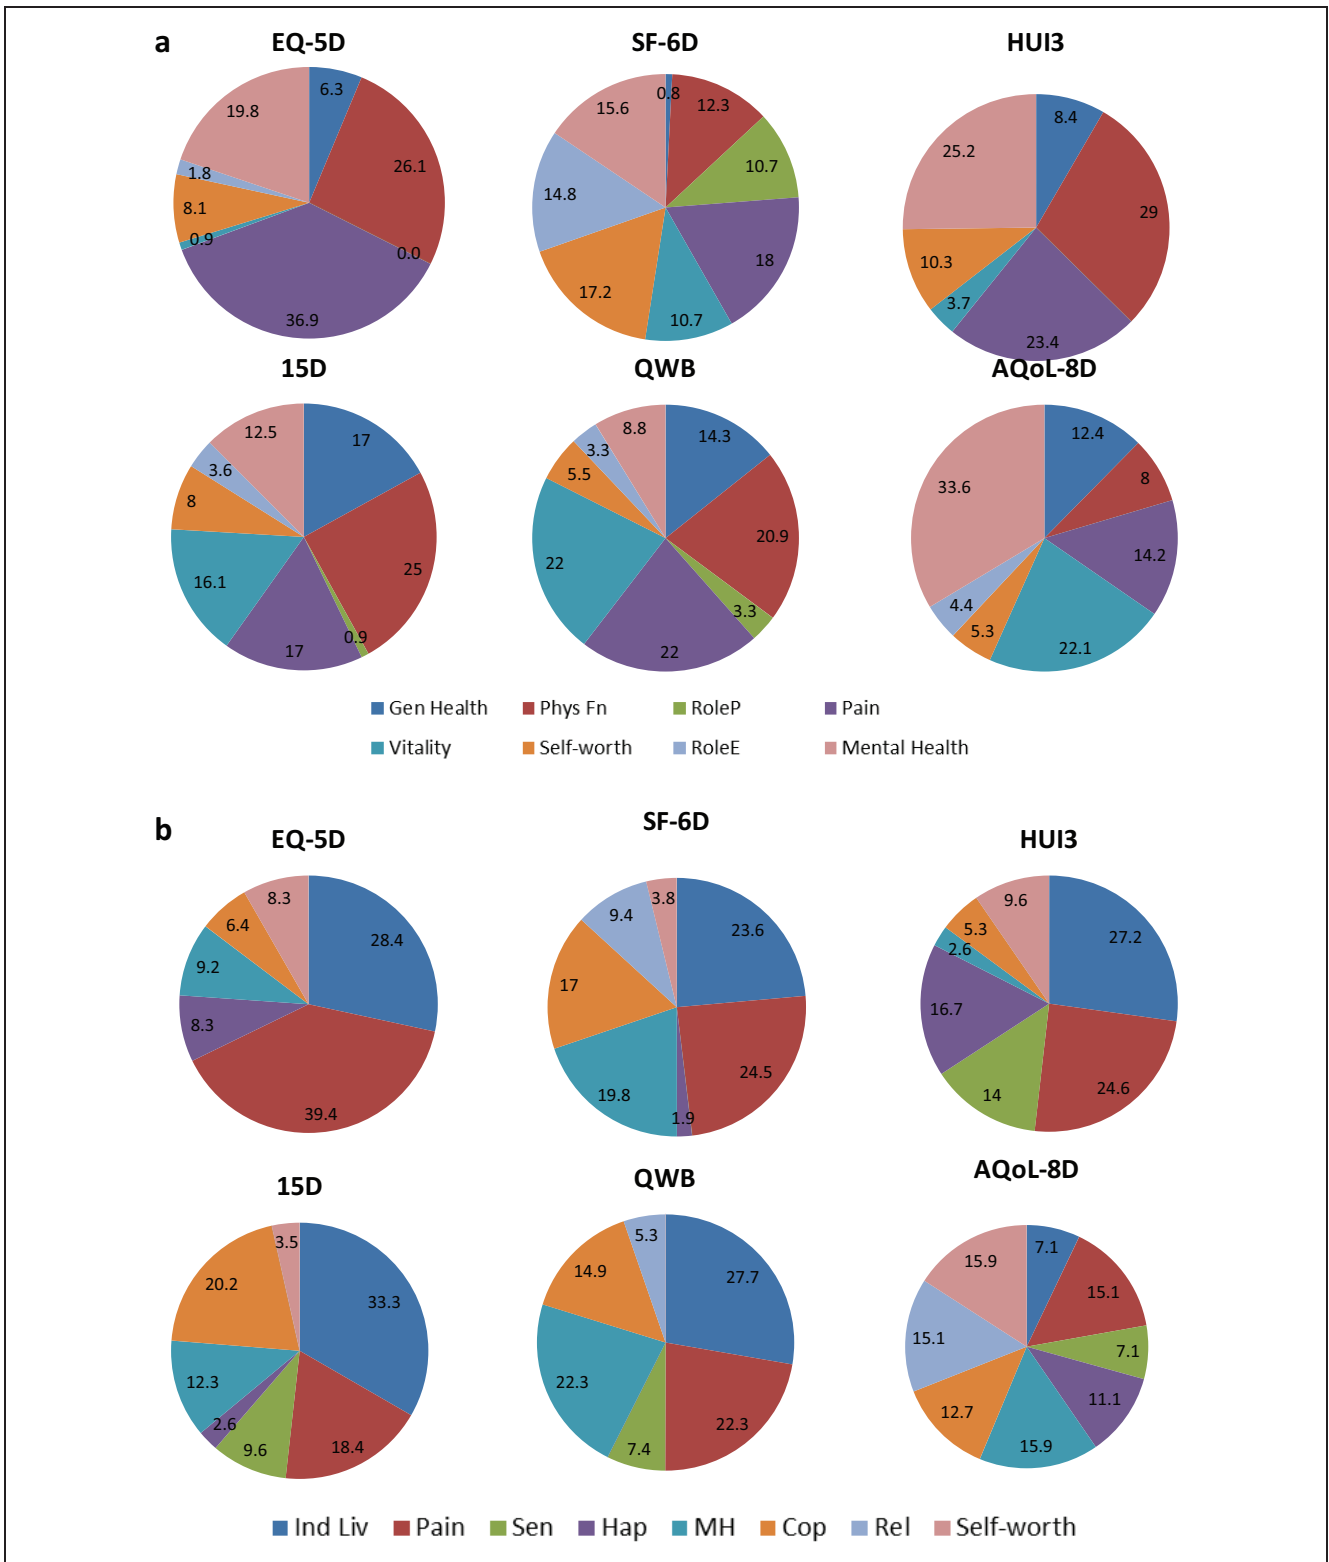 a
EQ-5D SF-6D HUI3
6.3 26.1 0.0 36.9 0.9 8.1 1.8 19.8
0.8 12.3 10.7 18 10.7 17.2 14.8 15.6
8.4 29 23.4 3.7 10.3 25.2
15D QWB AQoL-8D
17 25 0.9 17 16.1 8 3.6 12.5
14.3 20.9 3.3 22 22 5.5 3.3 8.8
12.4 8 14.2 22.1 5.3 4.4 33.6
Gen Health Phys Fn RoleP Pain
Vitality Self-worth RoleE Mental Health
b
EQ-5D SF-6D HUI3
28.4 39.4 8.3 9.2 6.4 8.3
23.6 24.5 1.9 19.8 17 9.4 3.8
27.2 24.6 14 16.7 2.6 5.3 9.6
15D QWB AQoL-8D
33.3 18.4 9.6 2.6 12.3 20.2 3.5
27.7 22.3 7.4 22.3 14.9 5.3
7.1 15.1 7.1 11.1 15.9 12.7 15.1 15.9
Ind Liv Pain Sen Hap MH Cop Rel Self-worth